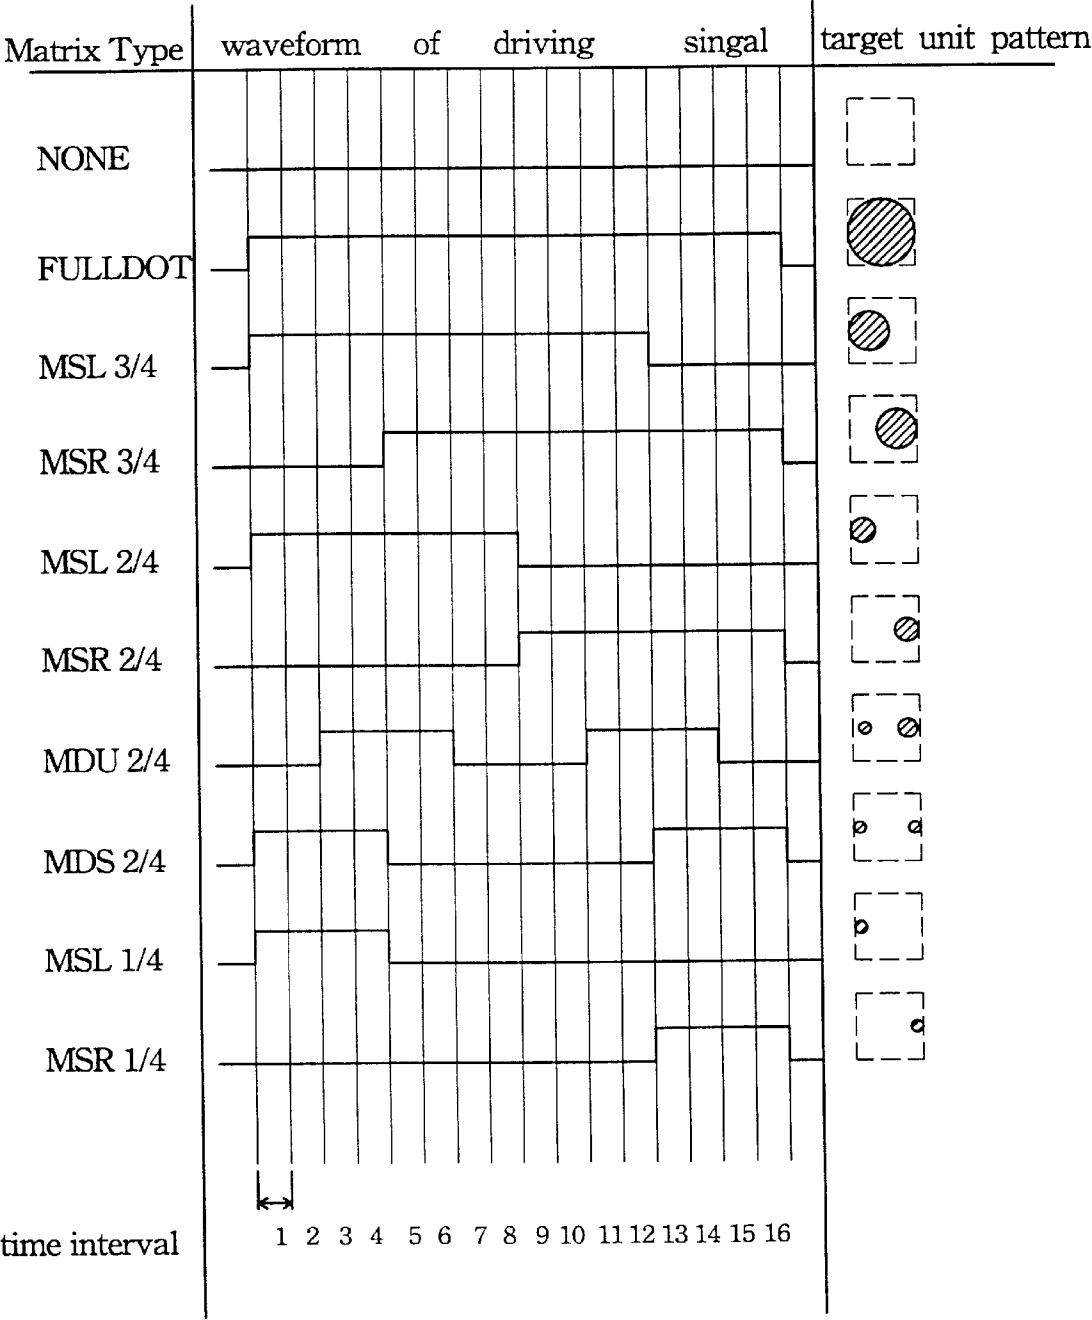 Matrix Type waveform of driving singal target unit pattern
NONE
FULLDOT
MSL 3/4
MSR 3/4
MSL 2/4
MSR 2/4
MDU 2/4
MDS 2/4
MSL 1/4
MSR 1/4
time interval 1 2 3 4 5 6 7 8 9 10 11 12 13 14 15 16